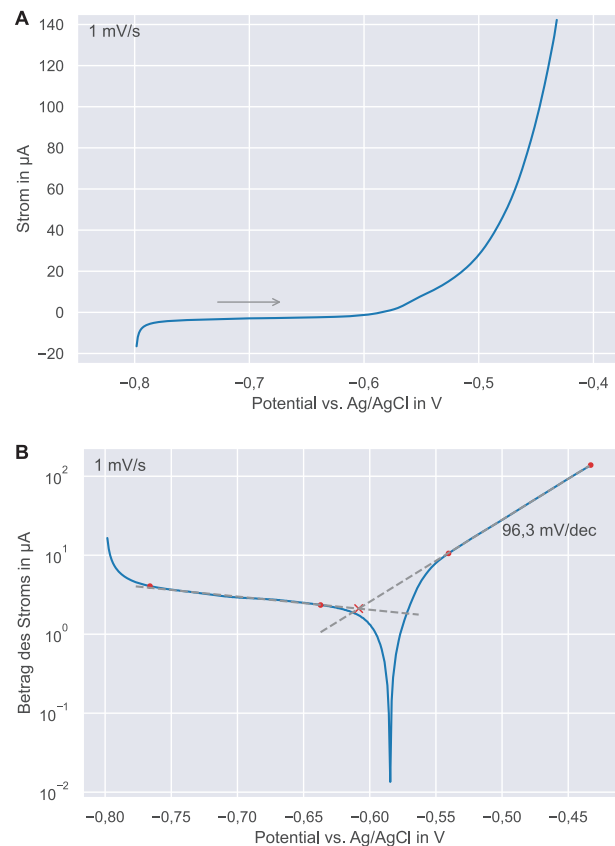 A
1 mV/s
140
120
100
80
60
40
20
0
−20
Strom in µA
−0,8 −0,7 −0,6 −0,5 −0,4
Potential vs. Ag/AgCl in V
B
1 mV/s
96,3 mV/dec
10²
10¹
10⁰
10⁻¹
10⁻²
Betrag des Stroms in µA
−0,80 −0,75 −0,70 −0,65 −0,60 −0,55 −0,50 −0,45
Potential vs. Ag/AgCl in V